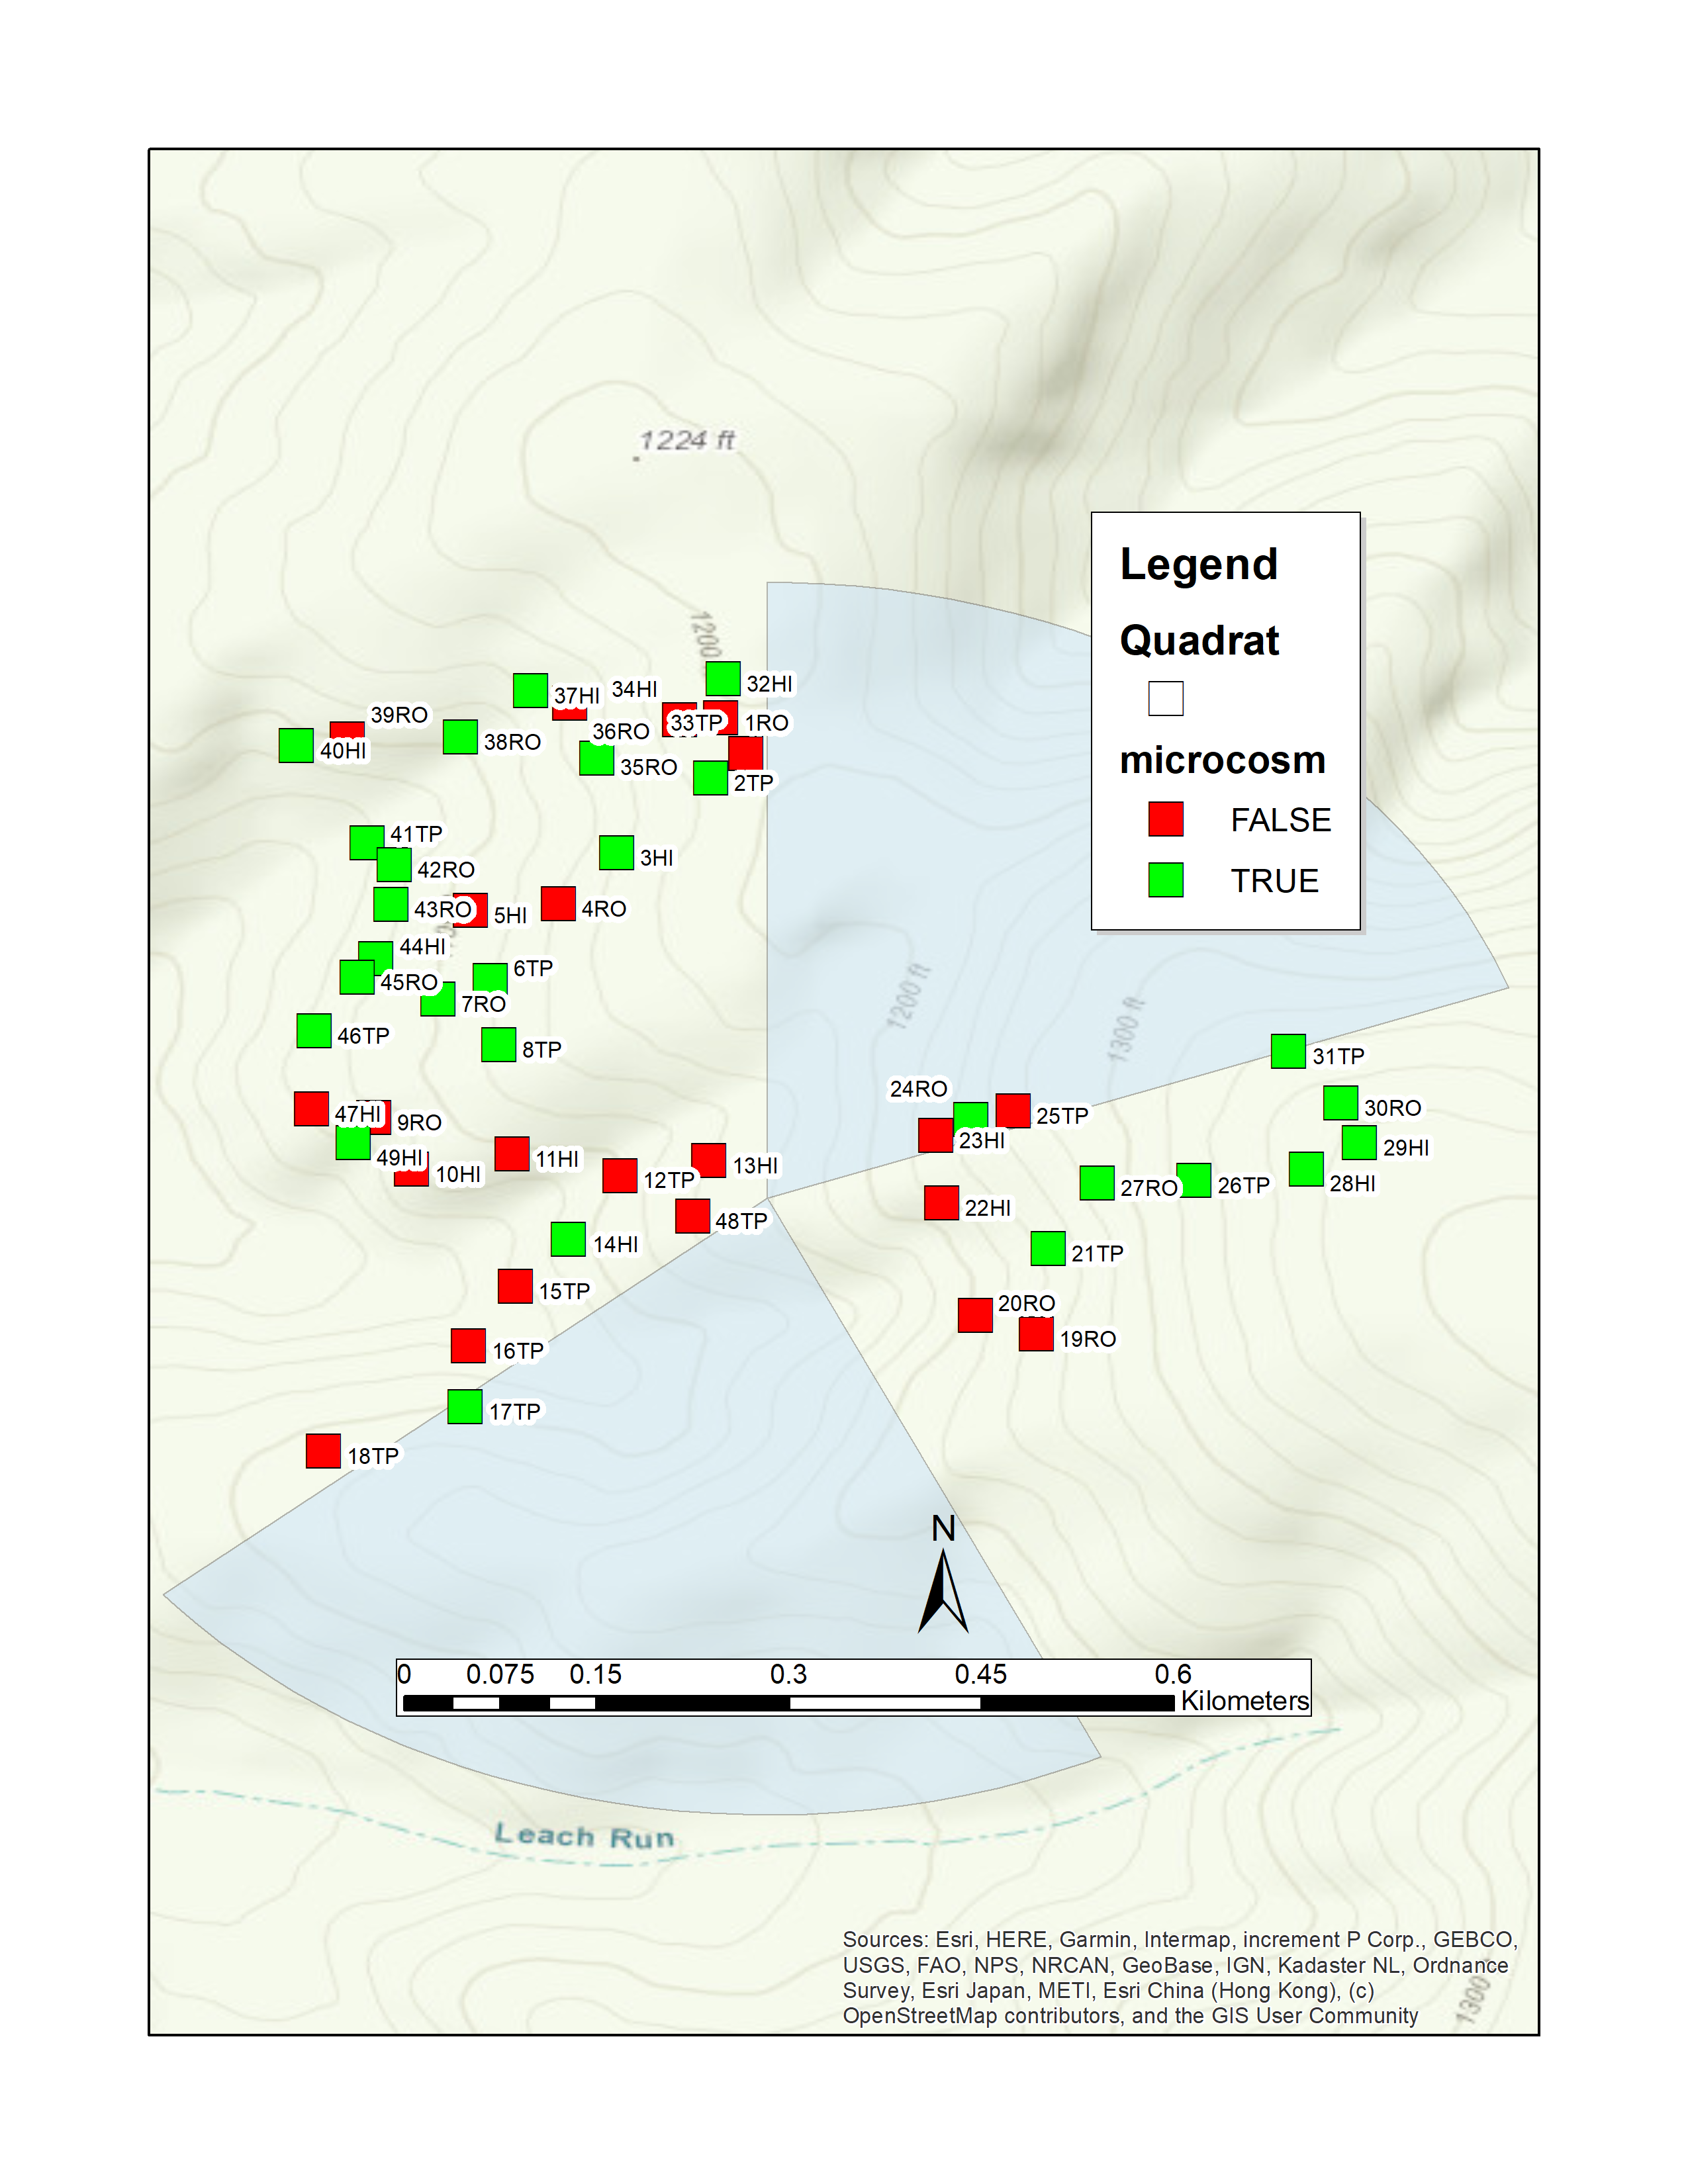 1224 ft
Legend
Quadrat
microcosm
FALSE
TRUE
1200
32HI
34HI
37HI
39RO
33TP
1RO
36RO
38RO
40HI
35RO
2TP
41TP
3HI
42RO
43RO
5HI
4RO
44HI
6TP
45RO
7RO
1200 ft
1300 ft
46TP
8TP
31TP
24RO
47HI
9RO
25TP
30RO
23HI
29HI
49HI
11HI
13HI
10HI
12TP
27RO
26TP
28HI
22HI
48TP
14HI
21TP
15TP
20RO
19RO
16TP
17TP
18TP
N
0 0.075 0.15 0.3 0.45 0.6
Kilometers
Leach Run
Sources: Esri, HERE, Garmin, Intermap, increment P Corp., GEBCO,
USGS, FAO, NPS, NRCAN, GeoBase, IGN, Kadaster NL, Ordnance
Survey, Esri Japan, METI, Esri China (Hong Kong), (c)
OpenStreetMap contributors, and the GIS User Community
1300